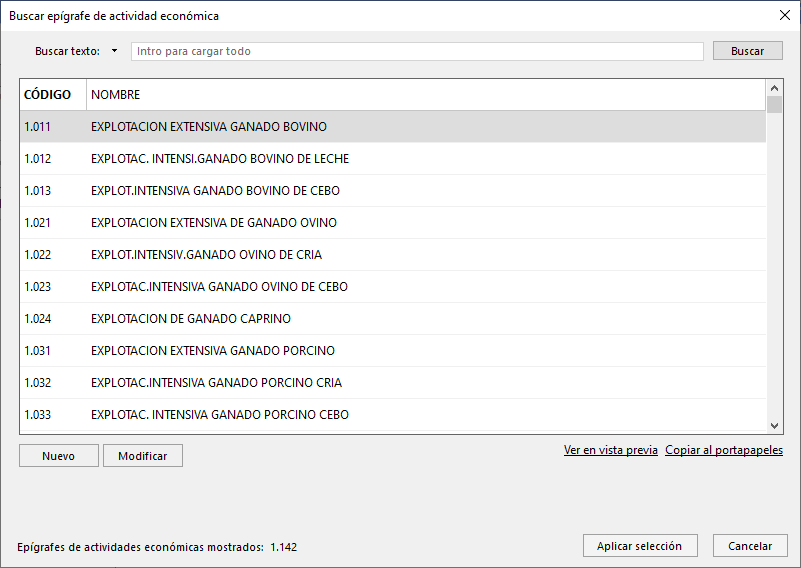 Buscar epígrafe de actividad económica
Buscar texto: Intro para cargar todo Buscar
CÓDIGO NOMBRE
1.011 EXPLOTACION EXTENSIVA GANADO BOVINO
1.012 EXPLOTAC. INTENSI.GANADO BOVINO DE LECHE
1.013 EXPLOT.INTENSIVA GANADO BOVINO DE CEBO
1.021 EXPLOTACION EXTENSIVA DE GANADO OVINO
1.022 EXPLOT.INTENSIV.GANADO OVINO DE CRIA
1.023 EXPLOTAC.INTENSIVA GANADO OVINO DE CEBO
1.024 EXPLOTACION DE GANADO CAPRINO
1.031 EXPLOTACION EXTENSIVA GANADO PORCINO
1.032 EXPLOTAC.INTENSIVA GANADO PORCINO CRIA
1.033 EXPLOTAC. INTENSIVA GANADO PORCINO CEBO
Nuevo Modificar Ver en vista previa Copiar al portapapeles
Epígrafes de actividades económicas mostrados: 1.142 Aplicar selección Cancelar